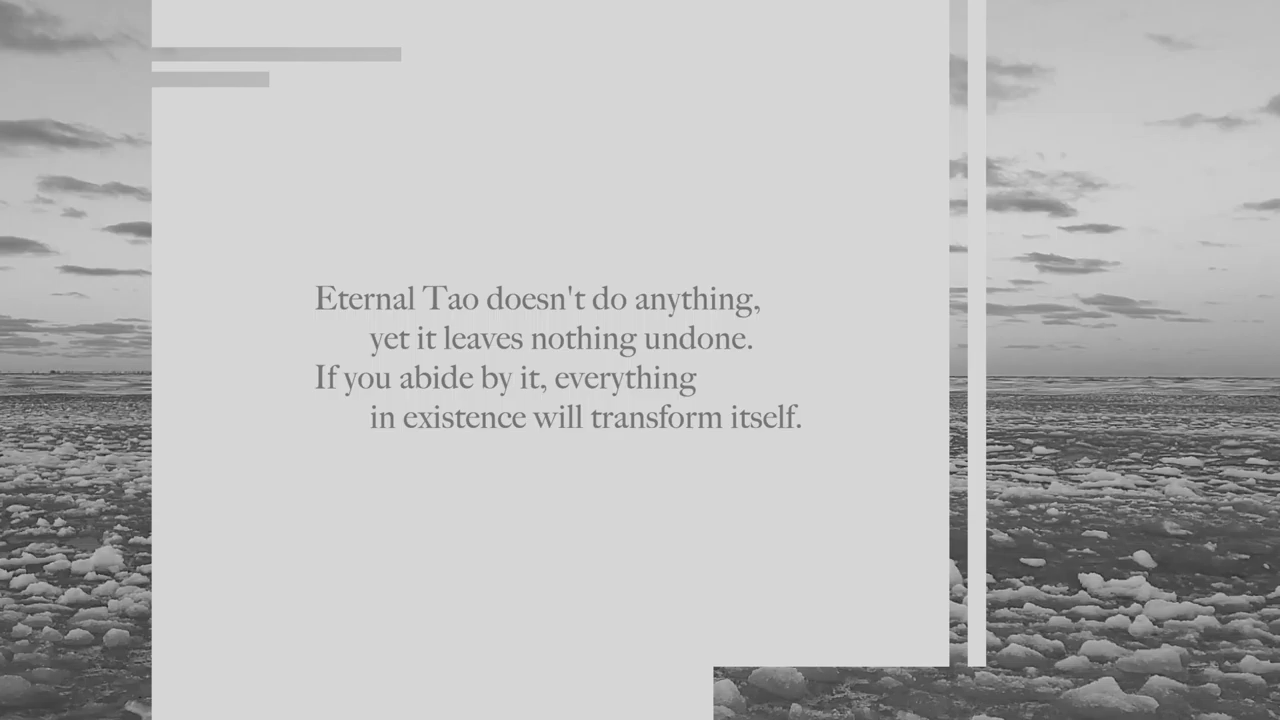 Eternal Tao doesn't do anything,
yet it leaves nothing undone.
If you abide by it, everything
in existence will transform itself.